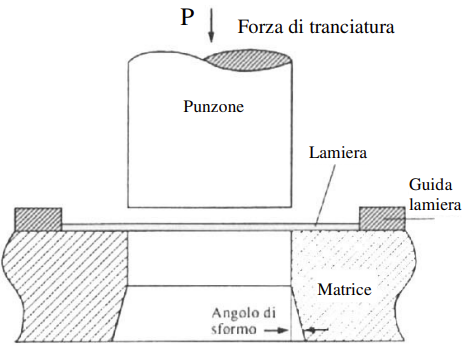 P
Forza di tranciatura
Punzone
Lamiera
Guida
lamiera
Matrice
Angolo di
sformo